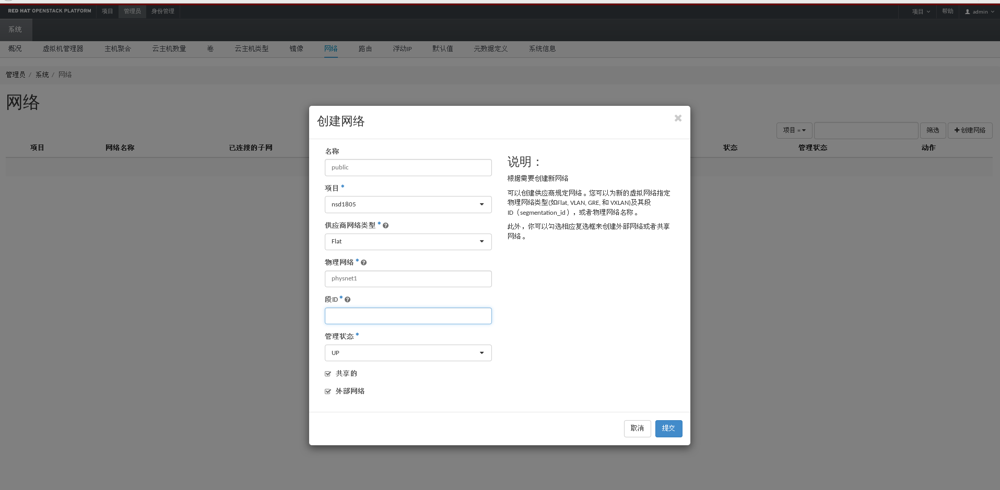 RED HAT OPENSTACK PLATFORM 项目 管理员 身份管理 项目 帮助 admin
系统
概况 虚拟机管理器 主机聚合 云主机数量 卷 云主机类型 镜像 网络 路由 浮动IP 默认值 元数据定义 系统信息
管理员 / 系统 / 网络
网络
项目 = 筛选 创建网络
项目 网络名称 已连接的子网 状态 管理状态 动作
创建网络
名称
public
项目 *
nsd1805
供应商网络类型 *
Flat
物理网络 *
physnet1
段ID *
管理状态 *
UP
共享的
外部网络
说明：
根据需要创建新网络
可以创建供应商规定网络。您可以为新的虚拟网络指定
物理网络类型(如Flat, VLAN, GRE, 和 VXLAN)及其段
ID（segmentation_id），或者物理网络名称。
此外，你可以勾选相应复选框来创建外部网络或者共享
网络。
取消 提交